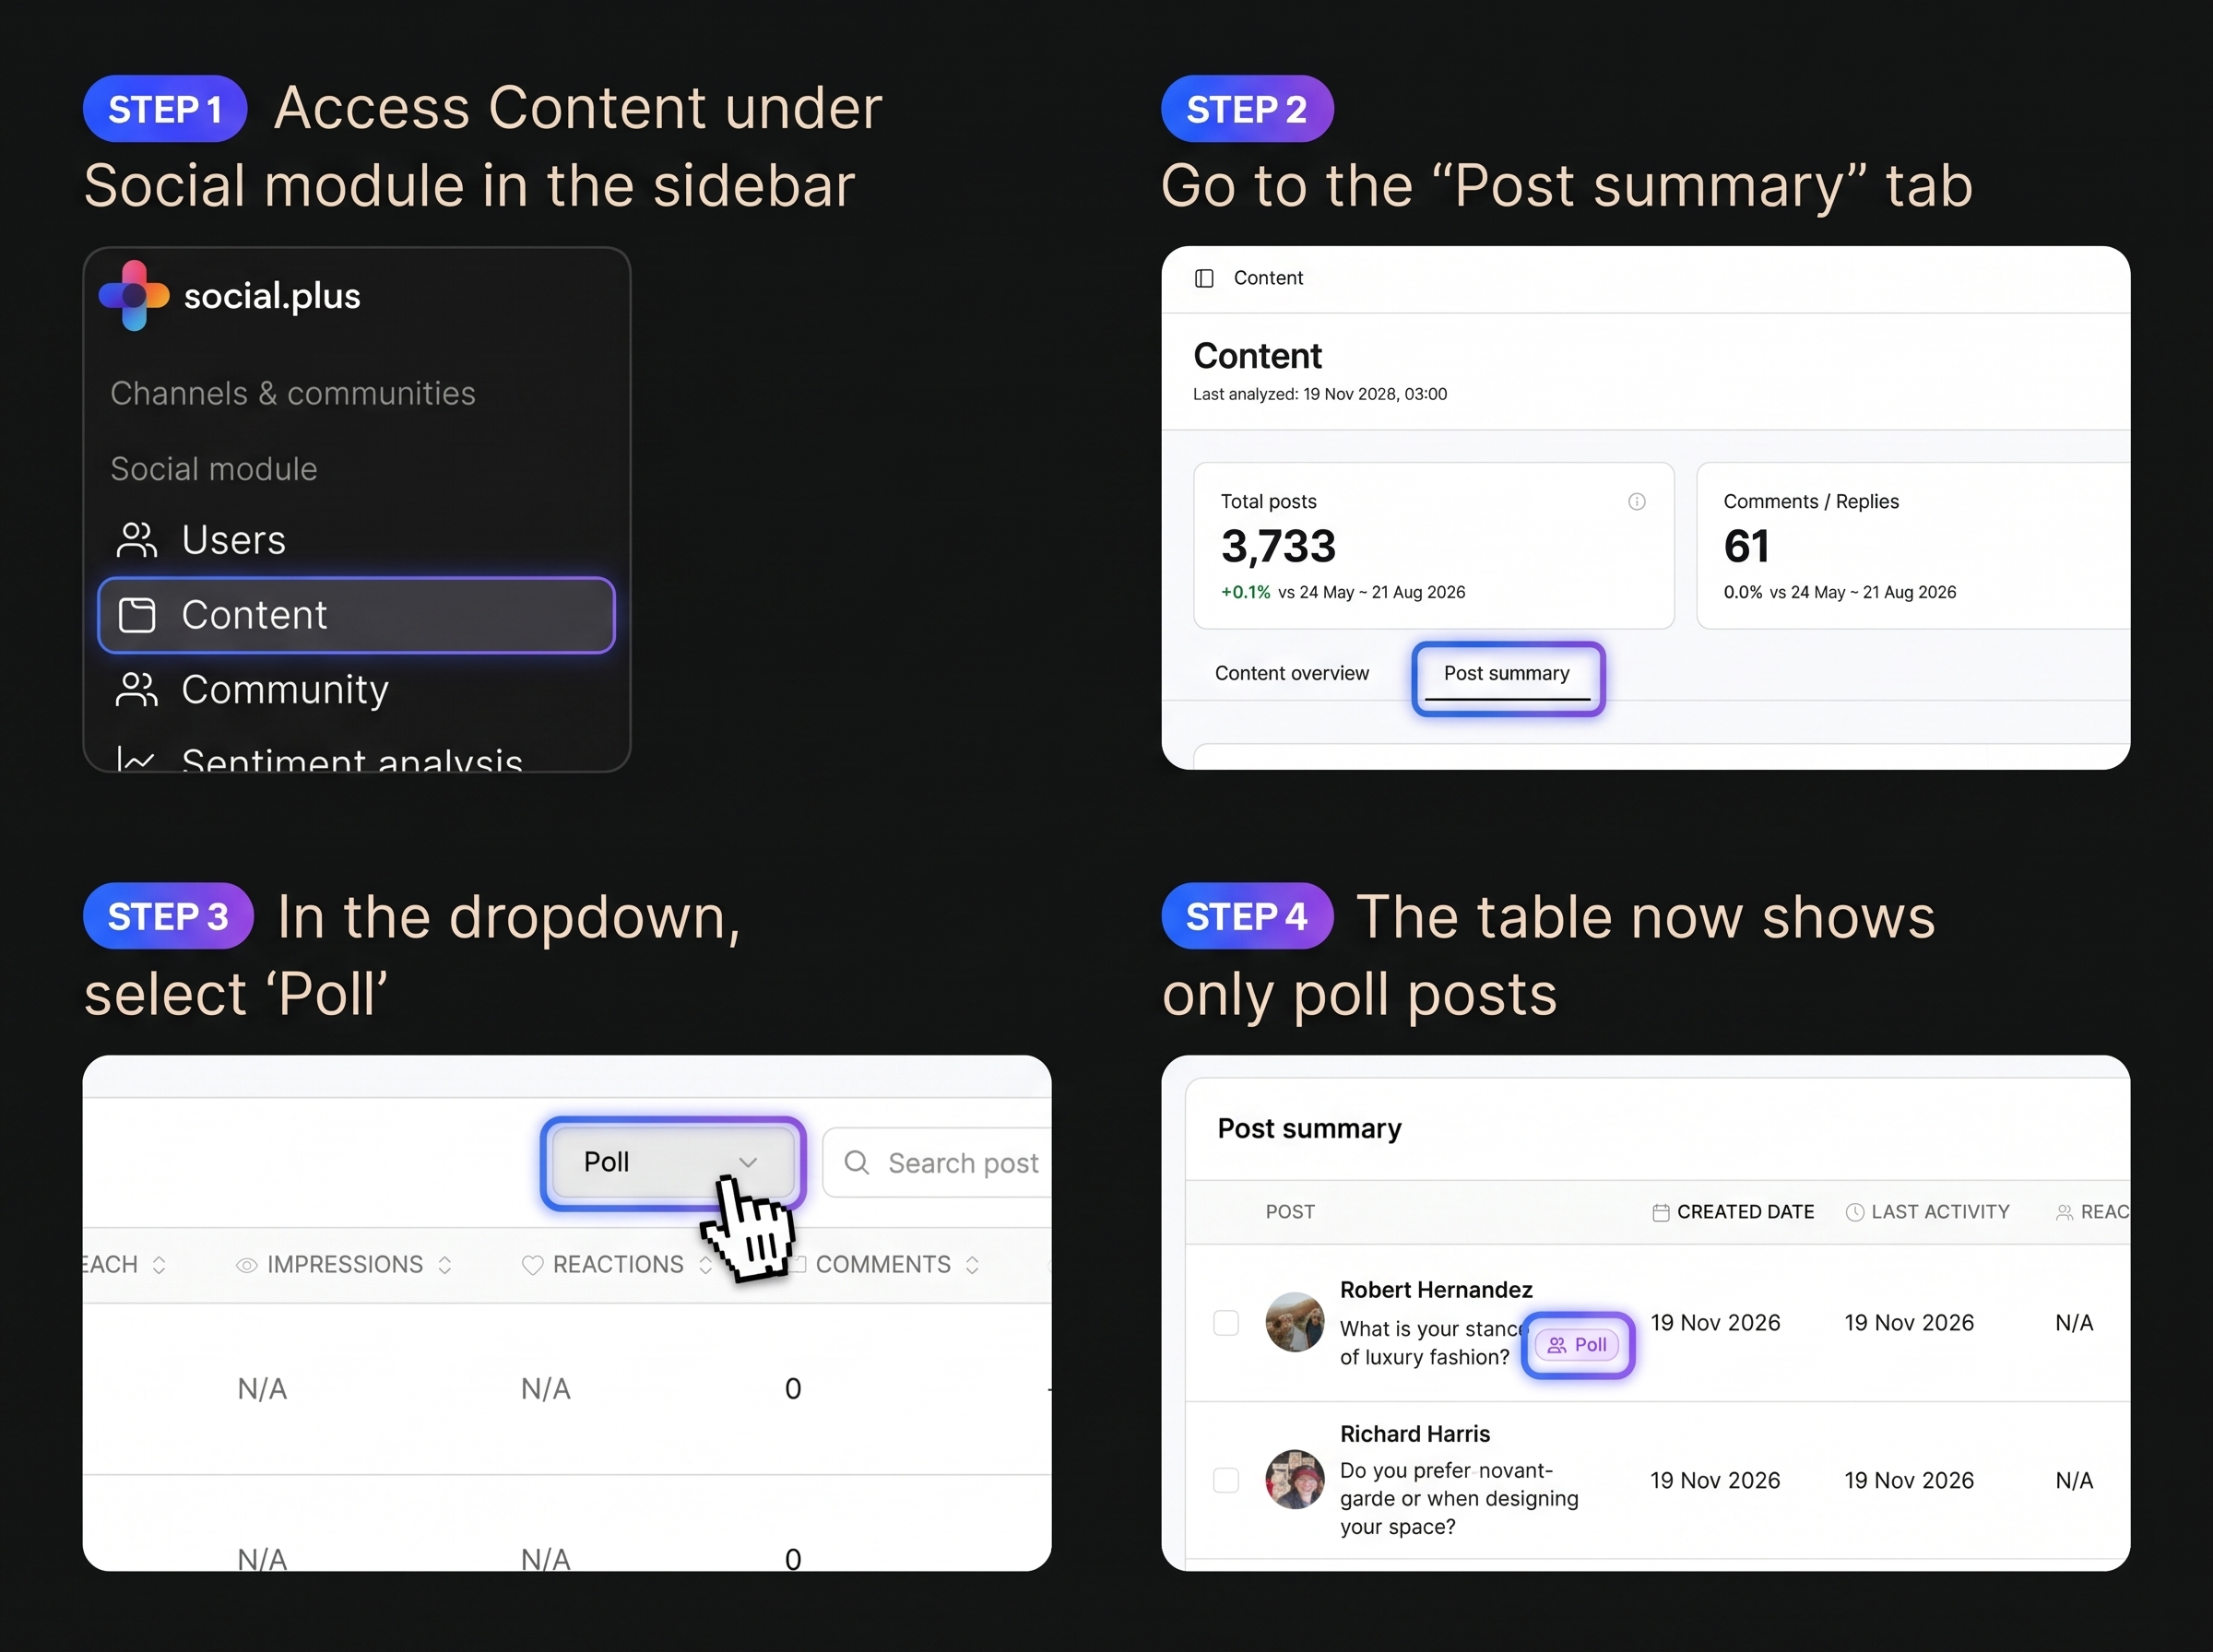 STEP 1 Access Content under
Social module in the sidebar
social.plus
Channels & communities
Social module
Users
Content
Community
Sentiment analysis
STEP 2
Go to the “Post summary” tab
Content
Content
Last analyzed: 19 Nov 2028, 03:00
Total posts
3,733
+0.1% vs 24 May ~ 21 Aug 2026
Comments / Replies
61
0.0% vs 24 May ~ 21 Aug 2026
Content overview Post summary
STEP 3 In the dropdown,
select ‘Poll’
Poll Search post
EACH IMPRESSIONS REACTIONS COMMENTS
N/A N/A 0
N/A N/A 0
STEP 4 The table now shows
only poll posts
Post summary
POST CREATED DATE LAST ACTIVITY REAC
Robert Hernandez
What is your stance
of luxury fashion?
Poll
19 Nov 2026 19 Nov 2026 N/A
Richard Harris
Do you prefer novant-
garde or when designing
your space?
19 Nov 2026 19 Nov 2026 N/A